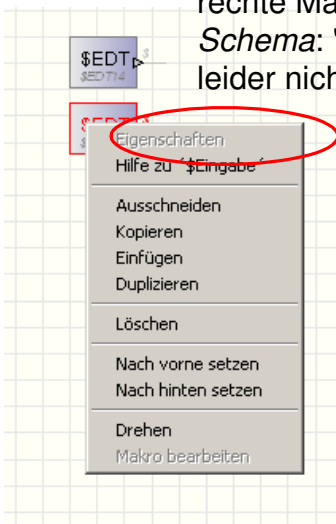 rechte Ma
Schema: "
leider nich
$EDT
$
$EDT14
$EDT
Eigenschaften
Hilfe zu ´$Eingabe´
Ausschneiden
Kopieren
Einfügen
Duplizieren
Löschen
Nach vorne setzen
Nach hinten setzen
Drehen
Makro bearbeiten